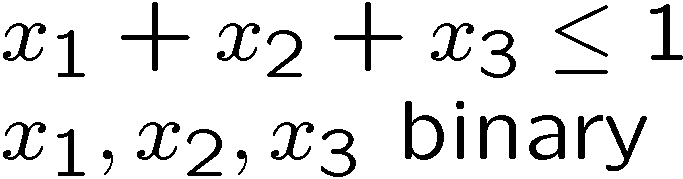 x₁ + x₂ + x₃ ≤ 1
x₁, x₂, x₃ binary